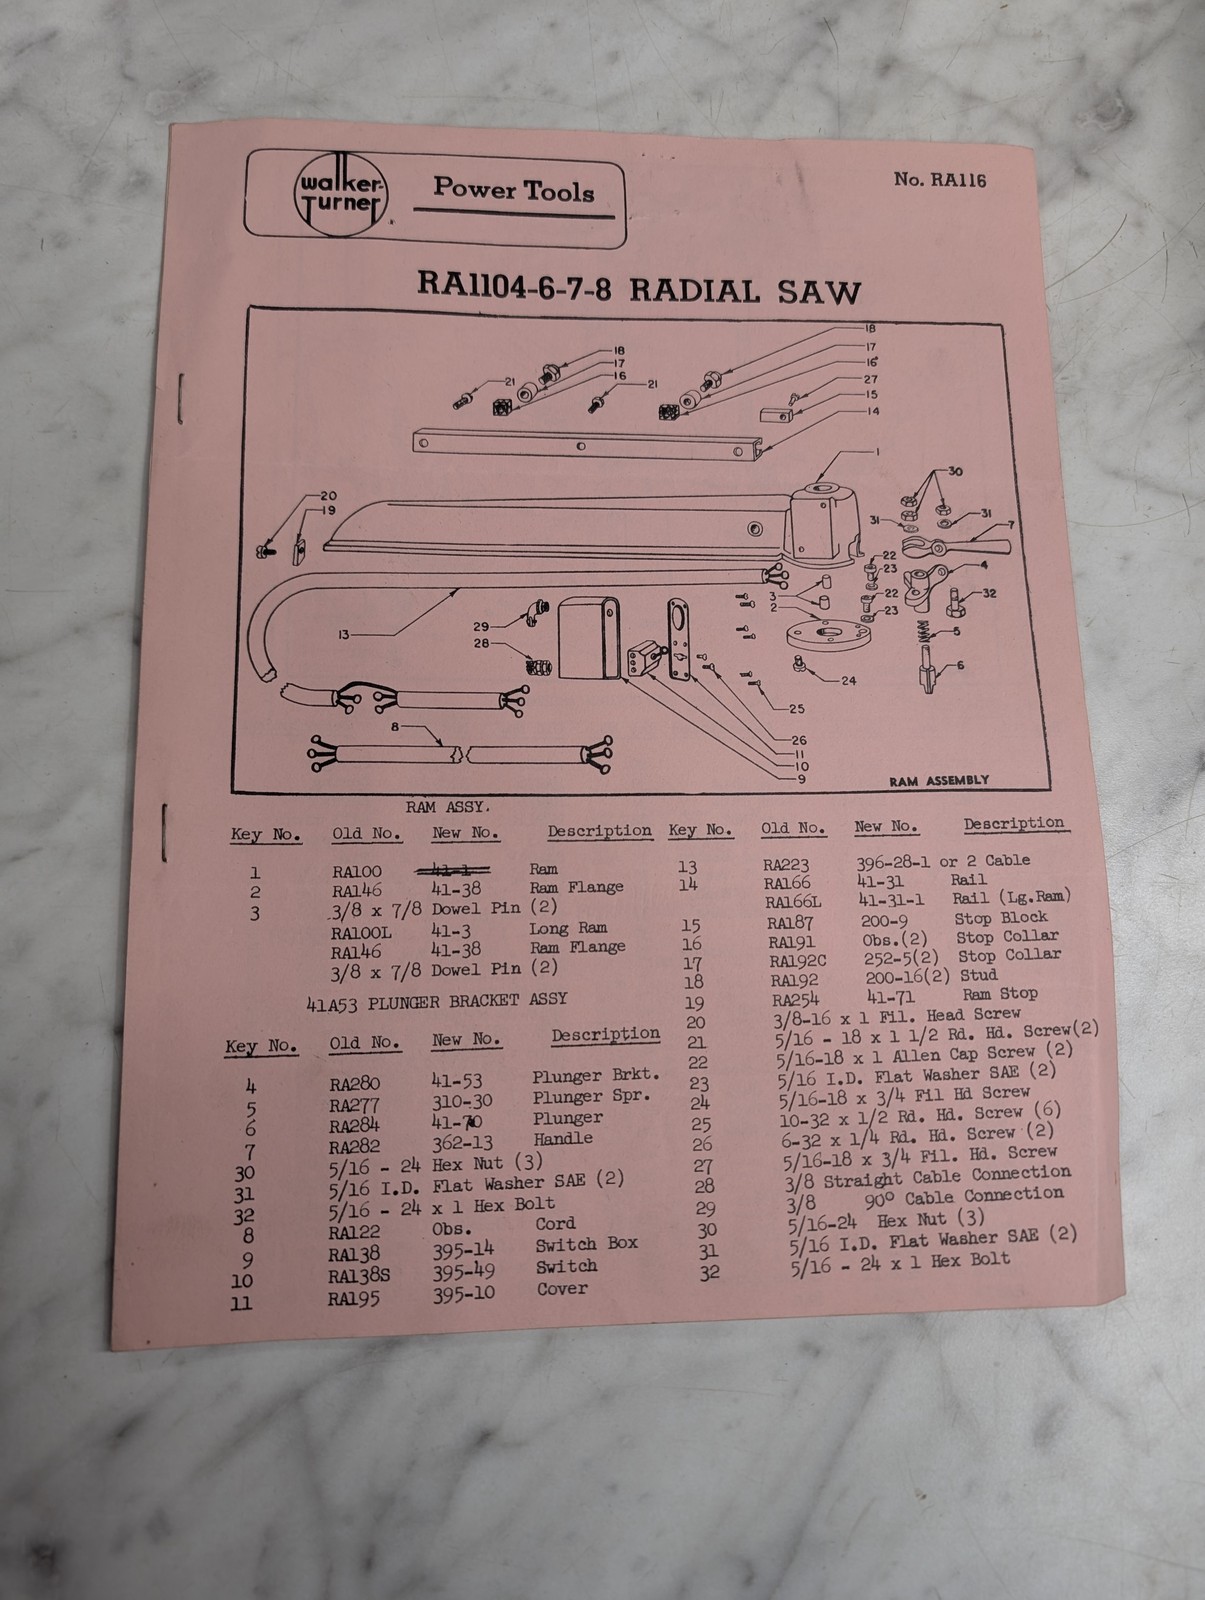 walker-
Turner
Power Tools
No. RA116
RA1104-6-7-8 RADIAL SAW
18
17
16
21
21
18
17
16
27
15
14
1
30
31
31
7
20
19
22
23
4
3
22
32
2
23
5
13
29
28
6
24
25
8
26
11
10
9
RAM ASSEMBLY
RAM ASSY.
Key No. Old No. New No. Description
1 RA100 41-1 Ram
2 RA146 41-38 Ram Flange
3 3/8 x 7/8 Dowel Pin (2)
RA100L 41-3 Long Ram
RA146 41-38 Ram Flange
3/8 x 7/8 Dowel Pin (2)
41A53 PLUNGER BRACKET ASSY
Key No. Old No. New No. Description
4 RA280 41-53 Plunger Brkt.
5 RA277 310-30 Plunger Spr.
6 RA284 41-70 Plunger
7 RA282 362-13 Handle
30 5/16 - 24 Hex Nut (3)
31 5/16 I.D. Flat Washer SAE (2)
32 5/16 - 24 x 1 Hex Bolt
8 RA122 Obs. Cord
9 RA138 395-14 Switch Box
10 RA138S 395-49 Switch
11 RA195 395-10 Cover
Key No. Old No. New No. Description
13 RA223 396-28-1 or 2 Cable
14 RA166 41-31 Rail
RA166L 41-31-1 Rail (Lg.Ram)
15 RA187 200-9 Stop Block
16 RA191 Obs.(2) Stop Collar
17 RA192C 252-5(2) Stop Collar
18 RA192 200-16(2) Stud
19 RA254 41-71 Ram Stop
20 3/8-16 x 1 Fil. Head Screw
21 5/16 - 18 x 1 1/2 Rd. Hd. Screw(2)
22 5/16-18 x 1 Allen Cap Screw (2)
23 5/16 I.D. Flat Washer SAE (2)
24 5/16-18 x 3/4 Fil Hd Screw
25 10-32 x 1/2 Rd. Hd. Screw (6)
26 6-32 x 1/4 Rd. Hd. Screw (2)
27 5/16-18 x 3/4 Fil. Hd. Screw
28 3/8 Straight Cable Connection
29 3/8 90° Cable Connection
30 5/16-24 Hex Nut (3)
31 5/16 I.D. Flat Washer SAE (2)
32 5/16 - 24 x 1 Hex Bolt